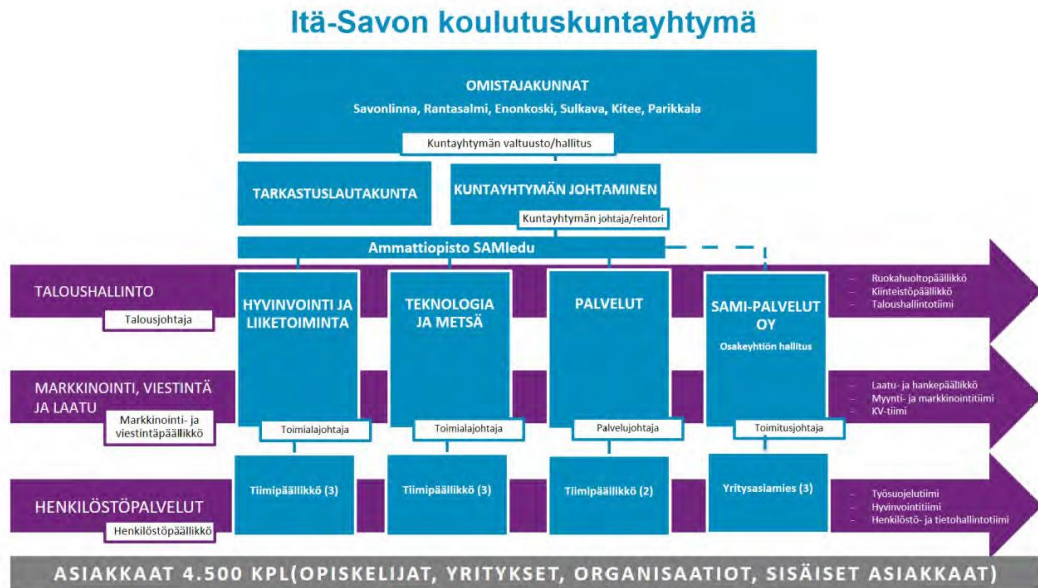 Itä-Savon koulutuskuntayhtymä
OMISTAJAKUNNAT
Savonlinna, Rantasalmi, Enonkoski, Sulkava, Kitee, Parikkala
Kuntayhtymän valtuusto/hallitus
TARKASTUSLAUTAKUNTA
KUNTAYHTYMÄN JOHTAMINEN
Kuntayhtymän johtaja/rehtori
Ammattiopisto SAMIedu
TALOUSHALLINTO
Talousjohtaja
HYVINVOINTI JA
LIIKETOIMINTA
TEKNOLOGIA
JA METSÄ
PALVELUT
SAMI-PALVELUT
OY
Osakeyhtiön hallitus
– Ruokahuoltopäällikkö
– Kiinteistöpäällikkö
– Taloushallintotiimi
MARKKINOINTI, VIESTINTÄ
JA LAATU
Markkinointi- ja
viestintäpäällikkö
Toimialajohtaja
Toimialajohtaja
Palvelujohtaja
Toimitusjohtaja
– Laatu- ja hankepäällikkö
– Myynti- ja markkinointitiimi
– KV-tiimi
HENKILÖSTÖPALVELUT
Henkilöstöpäällikkö
Tiimipäällikkö (3)
Tiimipäällikkö (3)
Tiimipäällikkö (2)
Yritysasiamies (3)
– Työsuojelutiimi
– Hyvinvointitiimi
– Henkilöstö- ja tietohallintotiimi
ASIAKKAAT 4.500 KPL(OPISKELIJAT, YRITYKSET, ORGANISAATIOT, SISÄISET ASIAKKAAT)